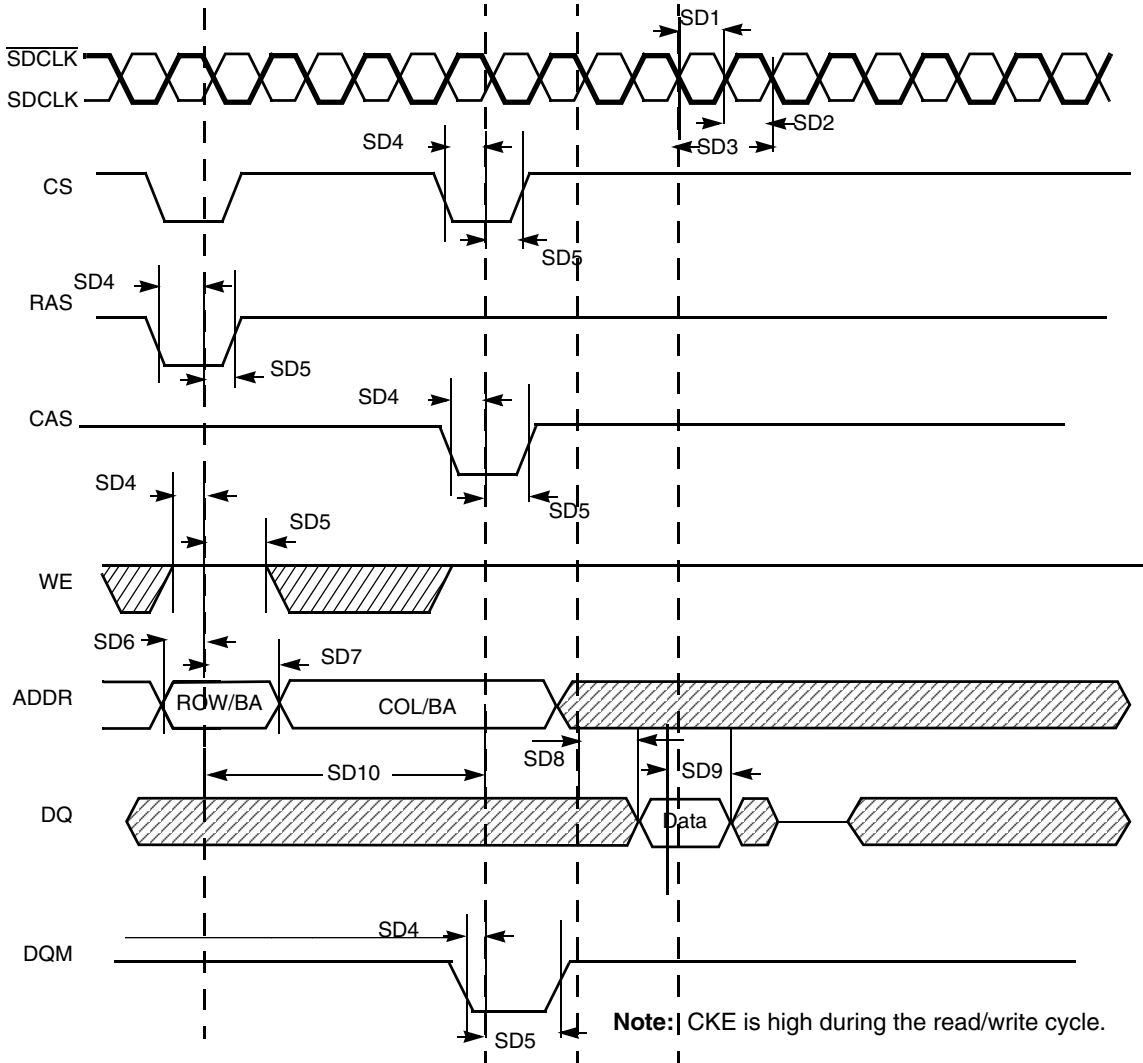 SD1
SDCLK
SDCLK
SD2
SD3
SD4
CS
SD5
SD4
RAS
SD5
SD4
CAS
SD4
SD5
SD5
WE
SD6
SD7
ADDR
ROW/BA
COL/BA
SD8
SD10
SD9
DQ
Data
SD4
DQM
SD5
Note: CKE is high during the read/write cycle.